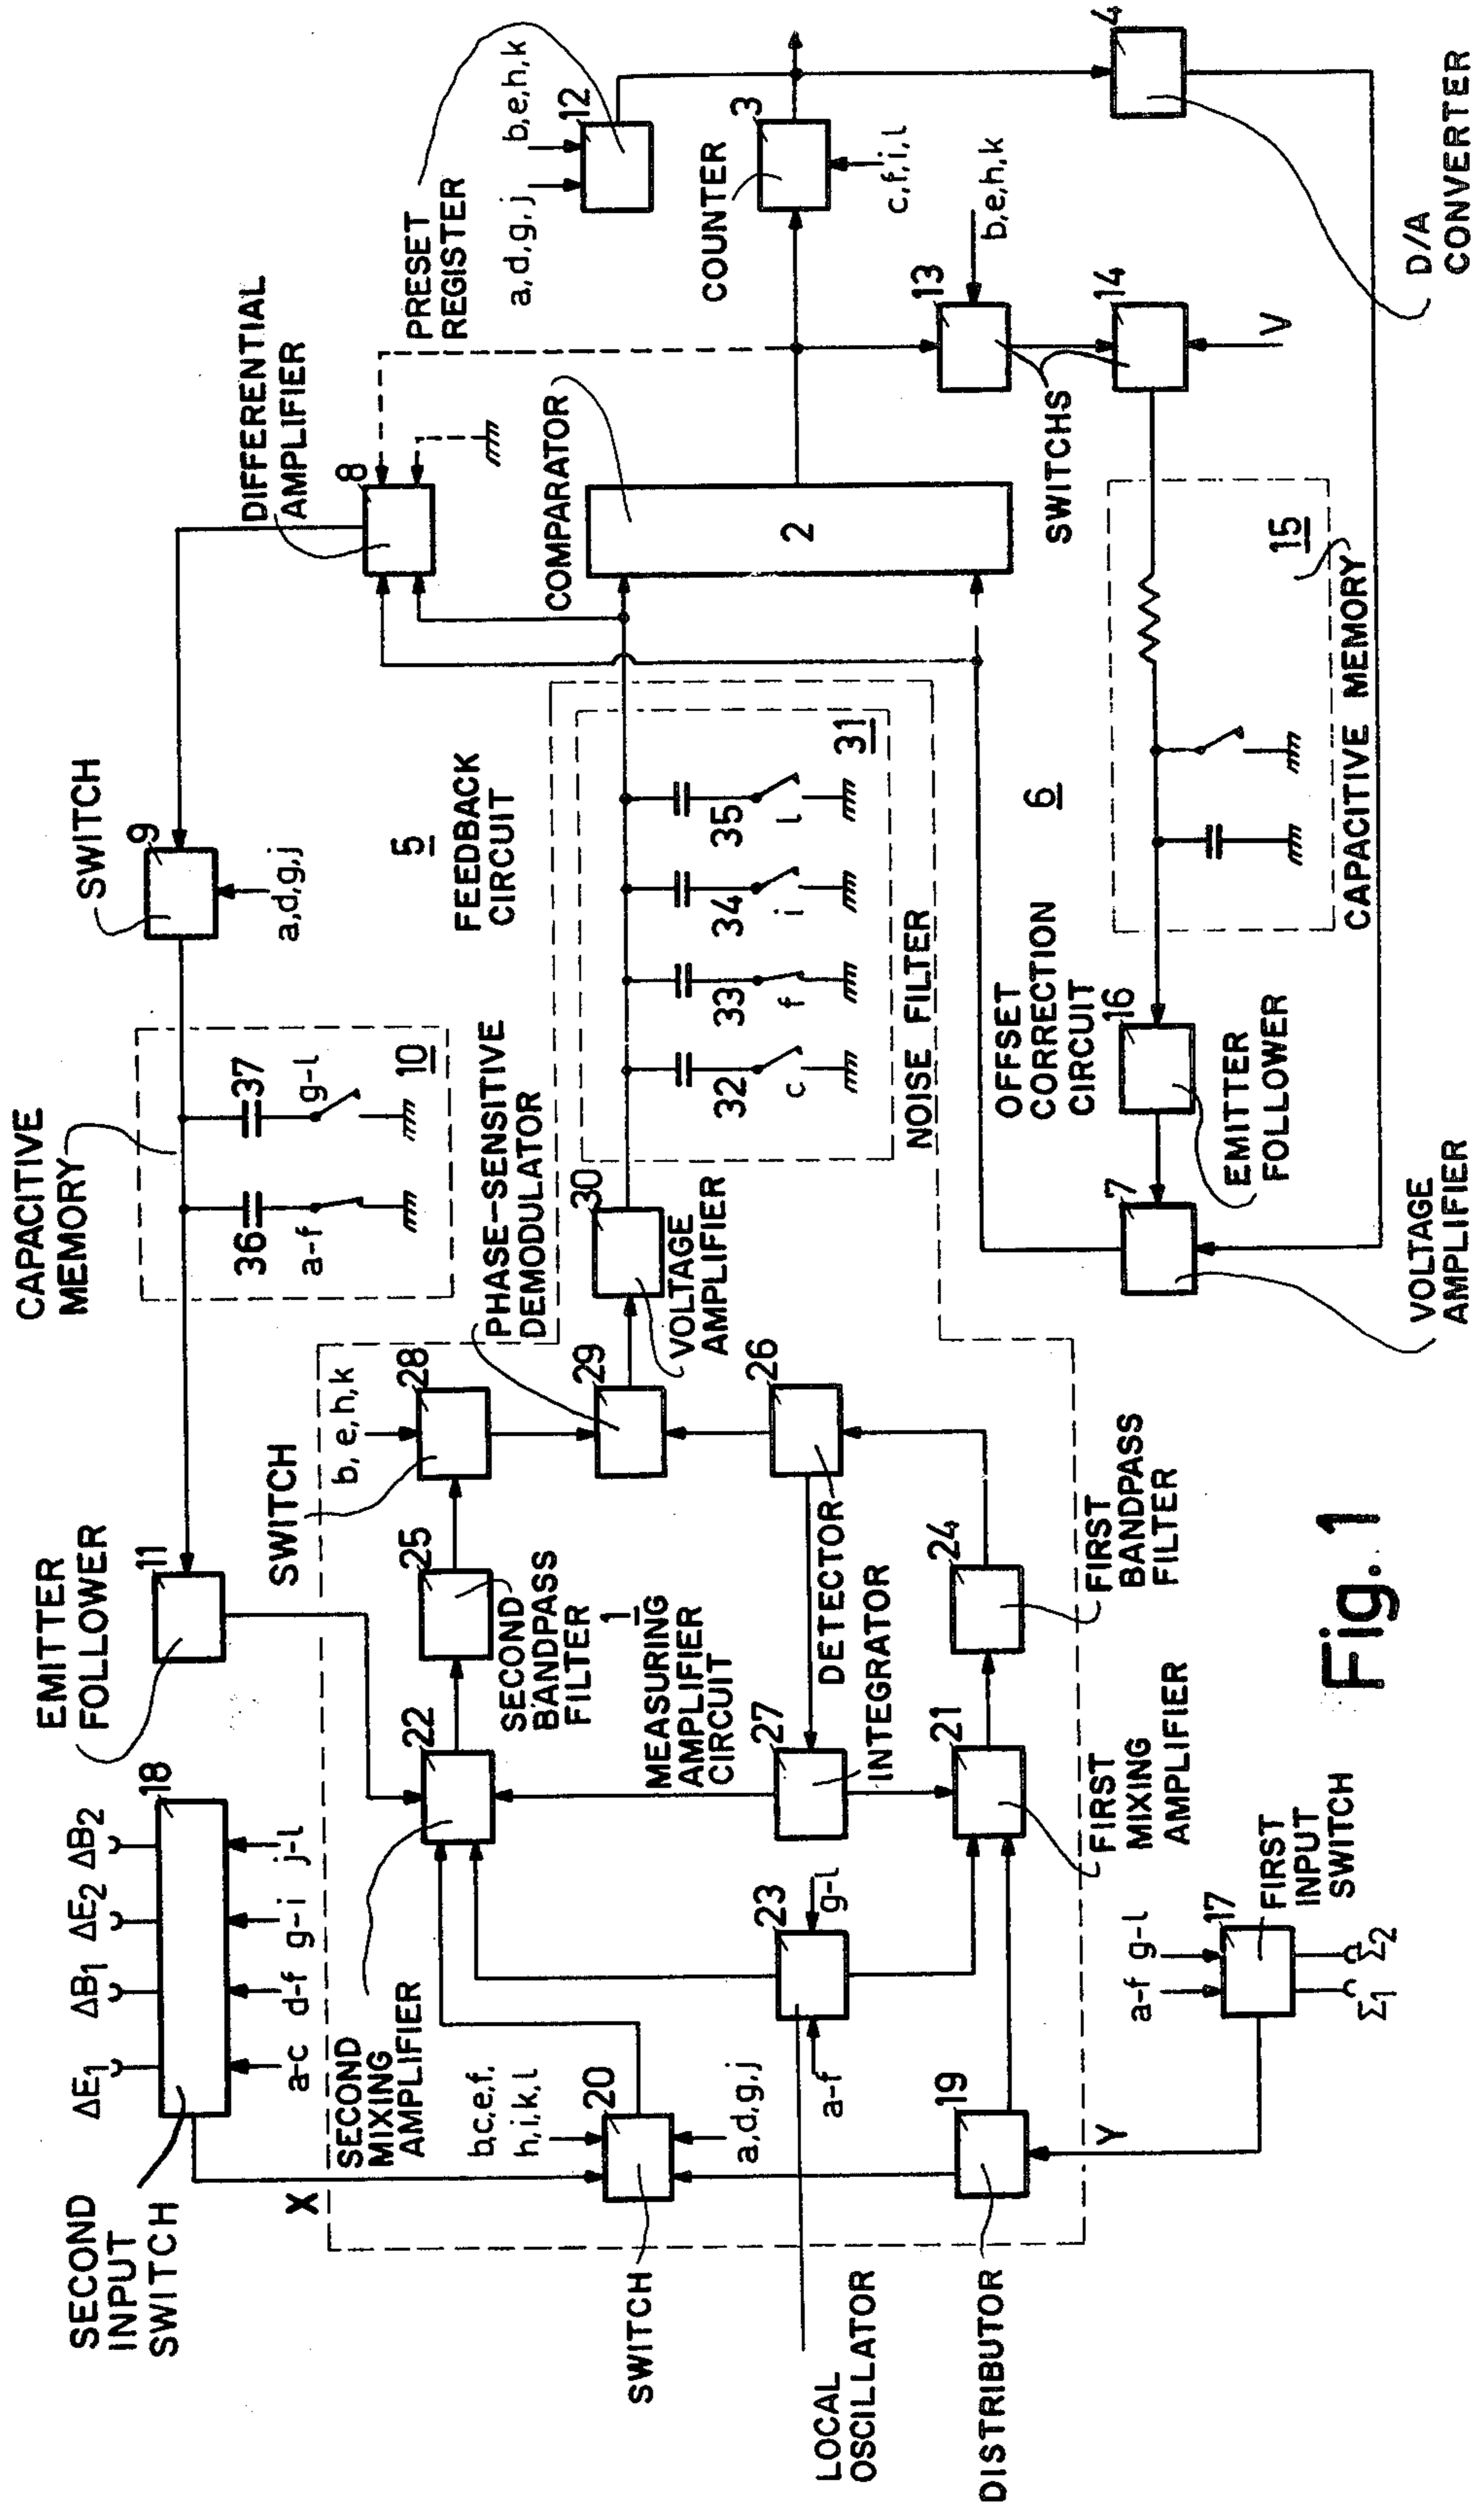 SECOND
INPUT
SWITCH
ΔE1
ΔB1
ΔE2
ΔB2
18
a-c
d-f
g-i
j-l
EMITTER
FOLLOWER
11
CAPACITIVE
MEMORY
36
a-f
37
g-l
10
SWITCH
9
a,d,g,j
5
FEEDBACK
CIRCUIT
DIFFERENTIAL
AMPLIFIER
8
PRESET
REGISTER
a,d,g,j
b,e,h,k
12
X
SECOND
MIXING
AMPLIFIER
22
SECOND
BANDPASS
FILTER
25
SWITCH
b,e,h,k
28
PHASE-SENSITIVE
DEMODULATOR
29
VOLTAGE
AMPLIFIER
30
32
c
33
f
34
i
35
l
31
NOISE FILTER
COMPARATOR
2
COUNTER
3
c,f,i,l
SWITCH
b,c,e,f,
h,i,k,l
20
a,d,g,j
1
MEASURING
AMPLIFIER
CIRCUIT
LOCAL
OSCILLATOR
23
a-f
g-l
27
INTEGRATOR
DETECTOR
26
DISTRIBUTOR
19
Y
21
FIRST
MIXING
AMPLIFIER
24
FIRST
BANDPASS
FILTER
a-f
g-l
17
FIRST
INPUT
SWITCH
Σ1
Σ2
OFFSET
CORRECTION
CIRCUIT
6
7
VOLTAGE
AMPLIFIER
16
EMITTER
FOLLOWER
15
CAPACITIVE MEMORY
SWITCHS
13
b,e,h,k
14
V
4
D/A
CONVERTER
Fig. 1